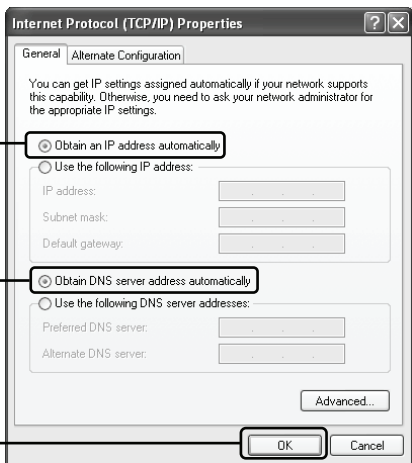 Internet Protocol (TCP/IP) Properties
General
Alternate Configuration
You can get IP settings assigned automatically if your network supports
this capability. Otherwise, you need to ask your network administrator for
the appropriate IP settings.
Obtain an IP address automatically
Use the following IP address:
IP address:
Subnet mask:
Default gateway:
Obtain DNS server address automatically
Use the following DNS server addresses:
Preferred DNS server:
Alternate DNS server:
Advanced...
OK
Cancel